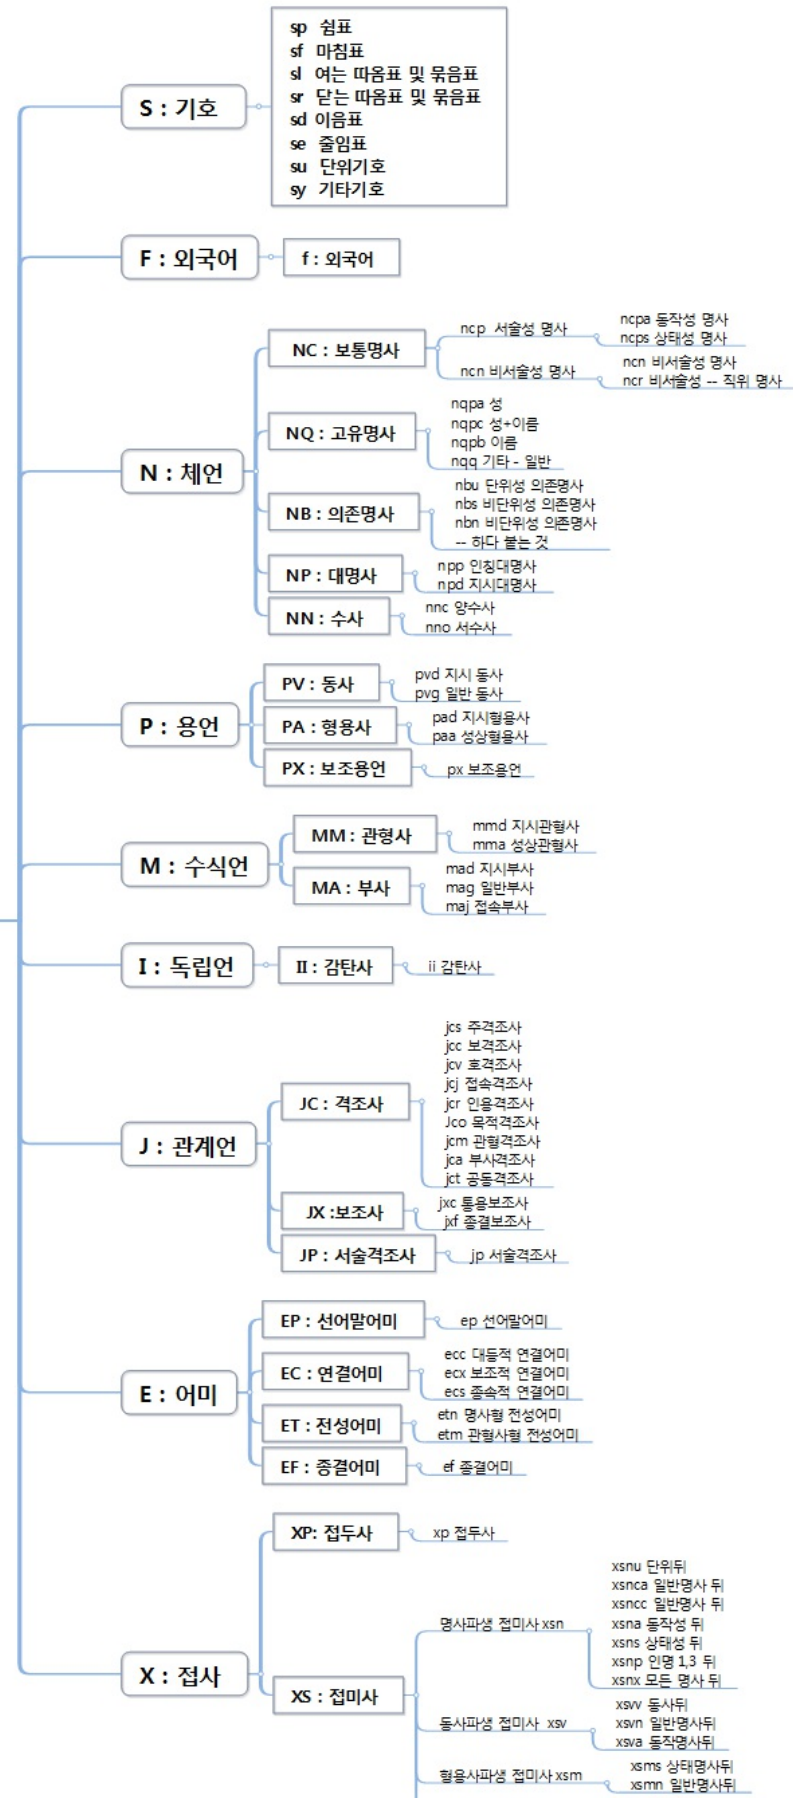 S : 기호
sp 쉼표
sf 마침표
sl 여는 따옴표 및 묶음표
sr 닫는 따옴표 및 묶음표
sd 이음표
se 줄임표
su 단위기호
sy 기타기호
F : 외국어
f : 외국어
N : 체언
NC : 보통명사
ncp 서술성 명사
ncpa 동작성 명사
ncps 상태성 명사
ncn 비서술성 명사
ncn 비서술성 명사
ncr 비서술성 -- 직위 명사
NQ : 고유명사
nqpa 성
nqpc 성+이름
nqpb 이름
nqq 기타 - 일반
NB : 의존명사
nbu 단위성 의존명사
nbs 비단위성 의존명사
nbn 비단위성 의존명사
-- 하다 붙는 것
NP : 대명사
npp 인칭대명사
npd 지시대명사
NN : 수사
nnc 양수사
nno 서수사
P : 용언
PV : 동사
pvd 지시 동사
pvg 일반 동사
PA : 형용사
pad 지시형용사
paa 성상형용사
PX : 보조용언
px 보조용언
M : 수식언
MM : 관형사
mmd 지시관형사
mma 성상관형사
MA : 부사
mad 지시부사
mag 일반부사
maj 접속부사
I : 독립언
II : 감탄사
ii 감탄사
J : 관계언
JC : 격조사
jcs 주격조사
jcc 보격조사
jcv 호격조사
jcj 접속격조사
jcr 인용격조사
Jco 목적격조사
jcm 관형격조사
jca 부사격조사
jct 공동격조사
JX :보조사
jxc 통용보조사
jxf 종결보조사
JP : 서술격조사
jp 서술격조사
E : 어미
EP : 선어말어미
ep 선어말어미
EC : 연결어미
ecc 대등적 연결어미
ecx 보조적 연결어미
ecs 종속적 연결어미
ET : 전성어미
etn 명사형 전성어미
etm 관형사형 전성어미
EF : 종결어미
ef 종결어미
X : 접사
XP: 접두사
xp 접두사
XS : 접미사
명사파생 접미사 xsn
xsnu 단위뒤
xsnca 일반명사 뒤
xsncc 일반명사 뒤
xsna 동작성 뒤
xsns 상태성 뒤
xsnp 인명 1,3 뒤
xsnx 모든 명사 뒤
동사파생 접미사 xsv
xsvv 동사뒤
xsvn 일반명사뒤
xsva 동작명사뒤
형용사파생 접미사 xsm
xsms 상태명사뒤
xsmn 일반명사뒤